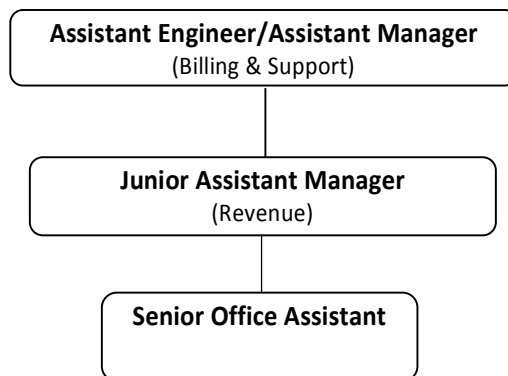 Assistant Engineer/Assistant Manager
(Billing & Support)
Junior Assistant Manager
(Revenue)
Senior Office Assistant